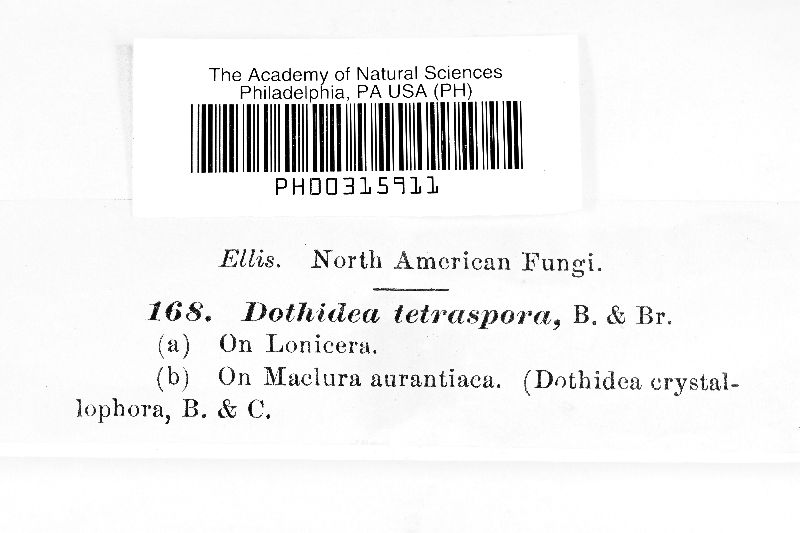 The Academy of Natural Sciences
Philadelphia, PA USA (PH)
PH00315911
Ellis. North American Fungi.
168. Dothidea tetraspora, B. & Br.
(a) On Lonicera.
(b) On Maclura aurantiaca. (Dothidea crystal-
lophora, B. & C.